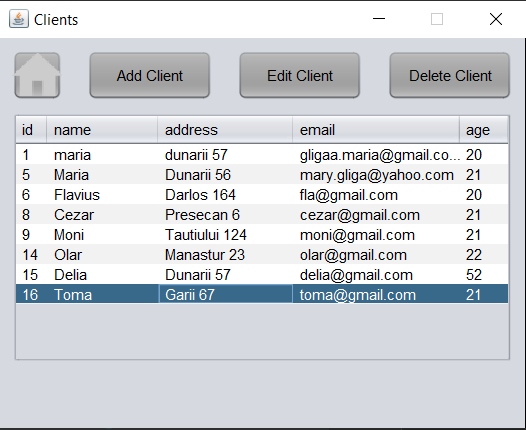 Clients
Add Client Edit Client Delete Client
id name address email age
1 maria dunarii 57 gligaa.maria@gmail.co... 20
5 Maria Dunarii 56 mary.gliga@yahoo.com 21
6 Flavius Darlos 164 fla@gmail.com 20
8 Cezar Presecan 6 cezar@gmail.com 21
9 Moni Tautiului 124 moni@gmail.com 21
14 Olar Manastur 23 olar@gmail.com 22
15 Delia Dunarii 57 delia@gmail.com 52
16 Toma Garii 67 toma@gmail.com 21